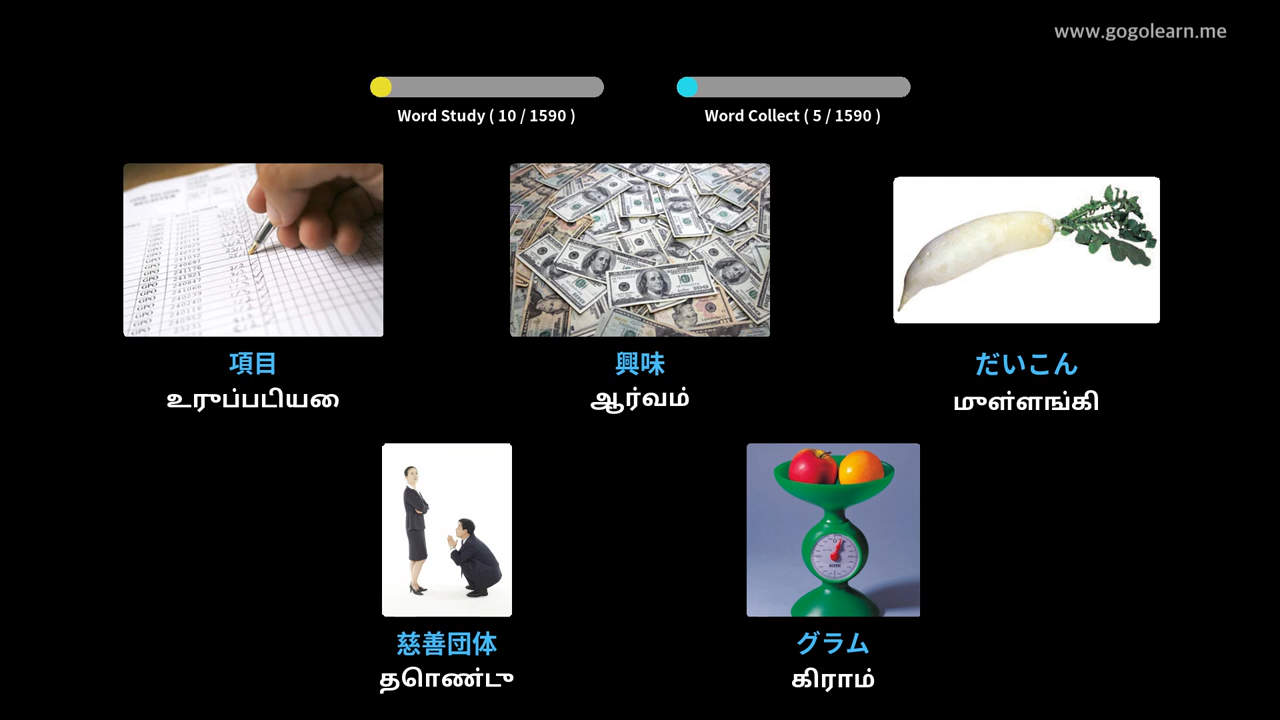 www.gogolearn.me
Word Study ( 10 / 1590 )
Word Collect ( 5 / 1590 )
項目
உருப்படியை
興味
ஆர்வம்
だいこん
முள்ளங்கி
慈善団体
தொண்டு
グラム
கிராம்